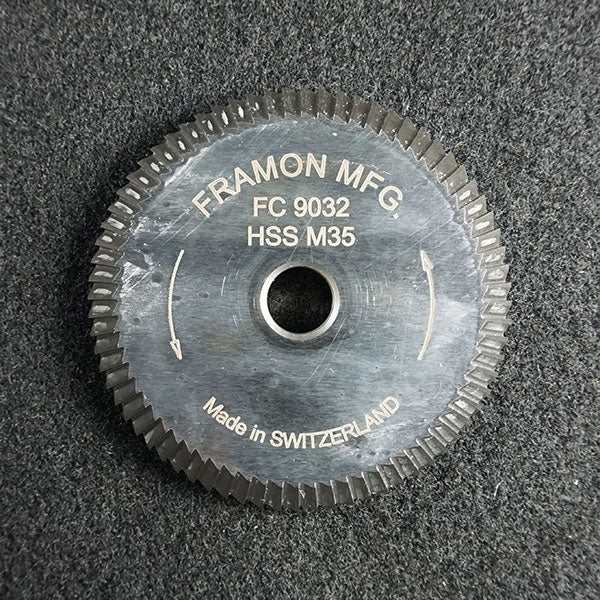 FRAMON MFG.
FC 9032
HSS M35
Made in SWITZERLAND